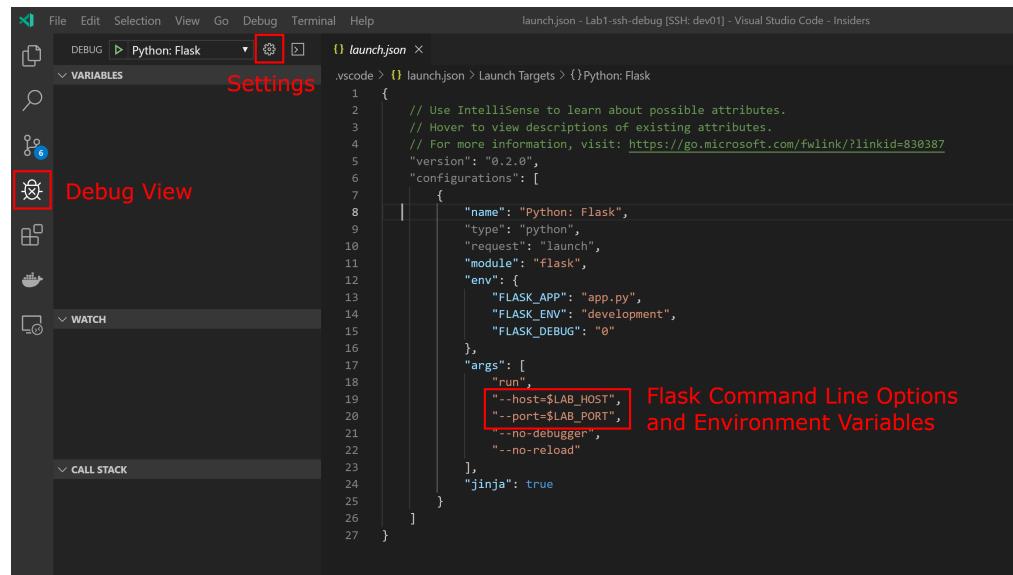 File Edit Selection View Go Debug Terminal Help
launch.json - Lab1-ssh-debug [SSH: dev01] - Visual Studio Code - Insiders
DEBUG Python: Flask
{} launch.json ×
VARIABLES
Settings
.vscode > {} launch.json > Launch Targets > {} Python: Flask
1 {
2 // Use IntelliSense to learn about possible attributes.
3 // Hover to view descriptions of existing attributes.
4 // For more information, visit: https://go.microsoft.com/fwlink/?linkid=830387
5 "version": "0.2.0",
6 "configurations": [
7 {
8 "name": "Python: Flask",
9 "type": "python",
10 "request": "launch",
11 "module": "flask",
12 "env": {
13 "FLASK_APP": "app.py",
14 "FLASK_ENV": "development",
15 "FLASK_DEBUG": "0"
16 },
17 "args": [
18 "run",
19 "--host=$LAB_HOST",
20 "--port=$LAB_PORT",
21 "--no-debugger",
22 "--no-reload"
23 ],
24 "jinja": true
25 }
26 ]
27 }
6
Debug View
WATCH
Flask Command Line Options
and Environment Variables
CALL STACK